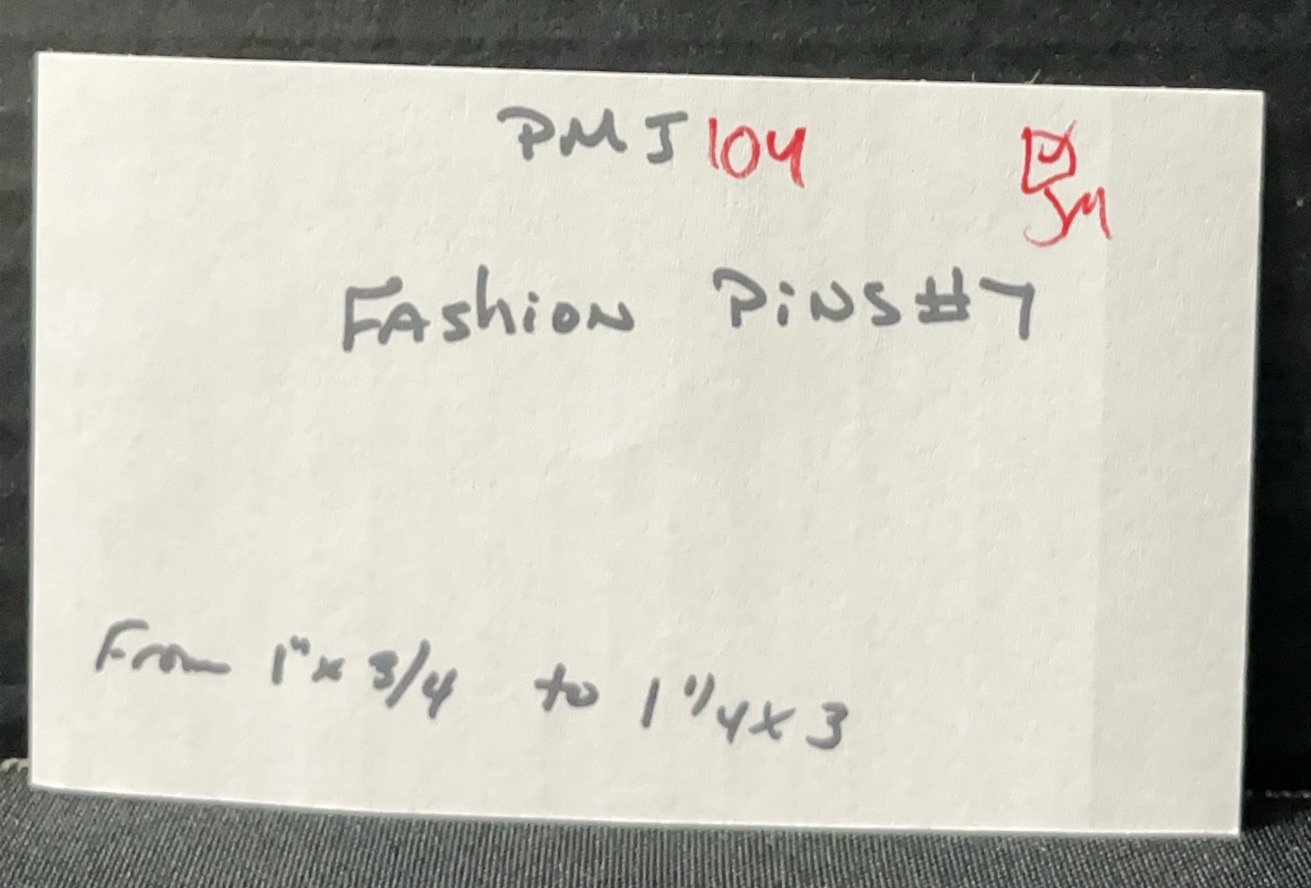 PMJ 104
JM
FAshion PiNS #7
From 1" x 3/4 to 1 1/4 x 3